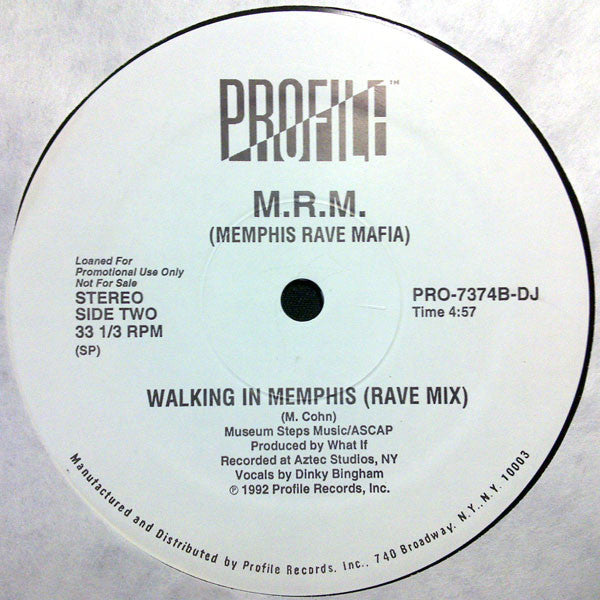 PROFILE™
M.R.M.
(MEMPHIS RAVE MAFIA)
Loaned For
Promotional Use Only
Not For Sale
STEREO
SIDE TWO
33 1/3 RPM
(SP)
PRO-7374B-DJ
Time 4:57
WALKING IN MEMPHIS (RAVE MIX)
(M. Cohn)
Museum Steps Music/ASCAP
Produced by What If
Recorded at Aztec Studios, NY
Vocals by Dinky Bingham
℗ 1992 Profile Records, Inc.
Manufactured and Distributed by Profile Records, Inc., 740 Broadway, N.Y., N.Y. 10003